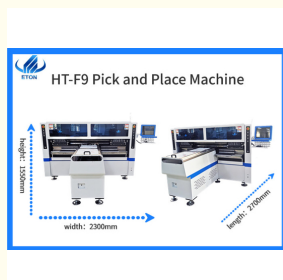 ETON
HT-F9 Pick and Place Machine
height: 1550mm
width: 2300mm
length: 2700mm